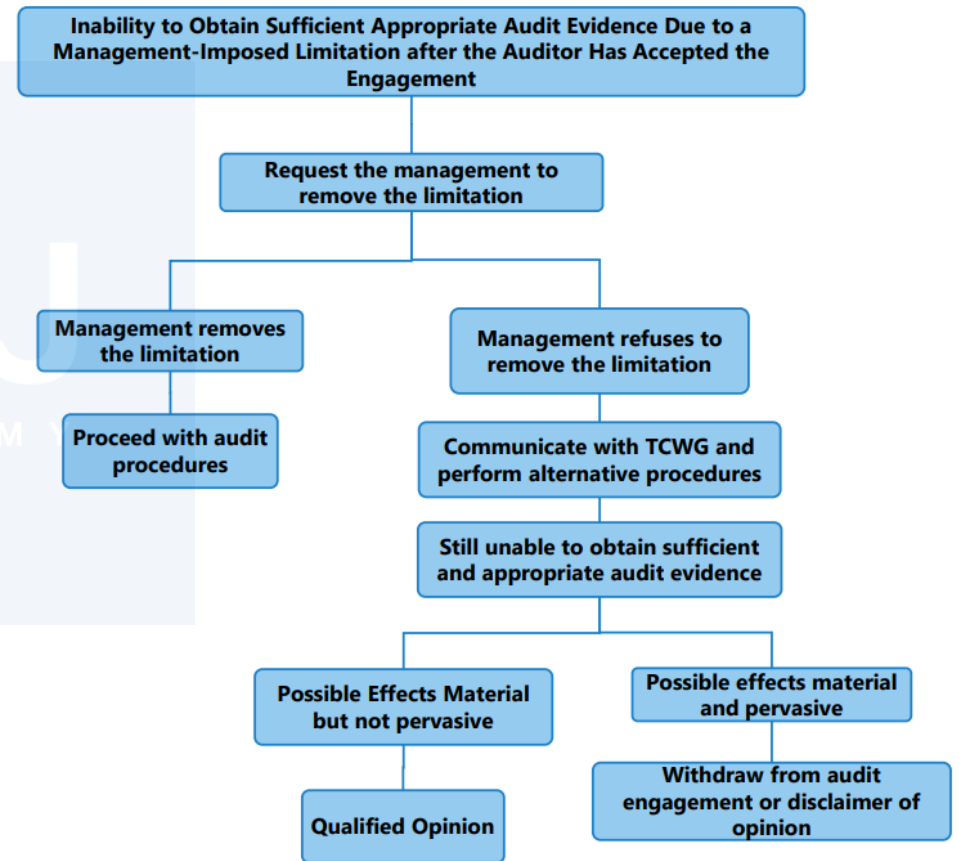 Inability to Obtain Sufficient Appropriate Audit Evidence Due to a
Management-Imposed Limitation after the Auditor Has Accepted the
Engagement
Request the management to
remove the limitation
Management removes
the limitation
Management refuses to
remove the limitation
Proceed with audit
procedures
Communicate with TCWG and
perform alternative procedures
Still unable to obtain sufficient
and appropriate audit evidence
Possible Effects Material
but not pervasive
Possible effects material
and pervasive
Qualified Opinion
Withdraw from audit
engagement or disclaimer of
opinion